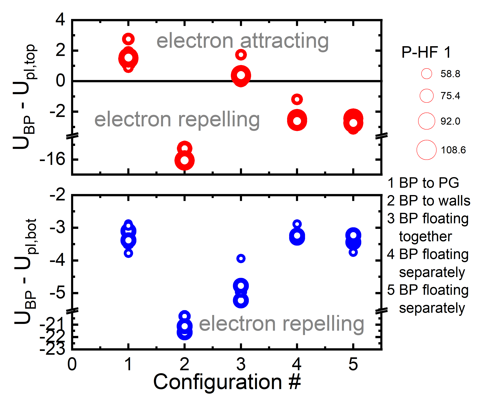 4
2
0
-2
-16
U_BP - U_pl,top
electron attracting
electron repelling
P-HF 1
58.8
75.4
92.0
108.6
1 BP to PG
2 BP to walls
3 BP floating
together
4 BP floating
separately
5 BP floating
separately
-2
-3
-4
-5
-21
-22
-23
U_BP - U_pl,bot
electron repelling
0 1 2 3 4 5
Configuration #